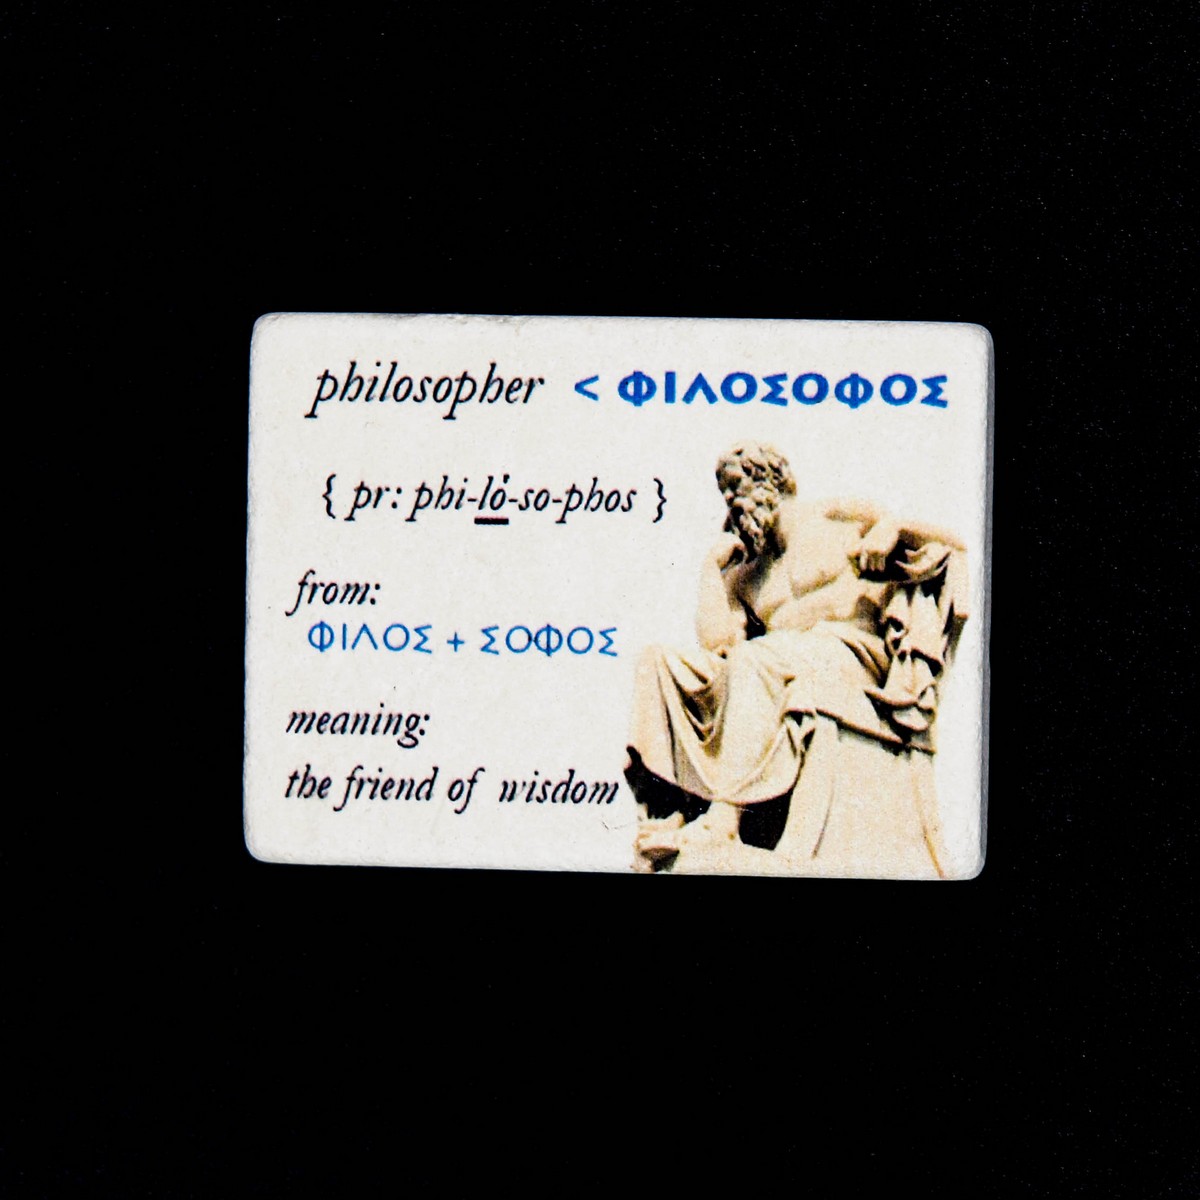 philosopher < ΦΙΛΟΣΟΦΟΣ
{ pr: phi-ló-so-phos }
from:
ΦΙΛΟΣ + ΣΟΦΟΣ
meaning:
the friend of wisdom